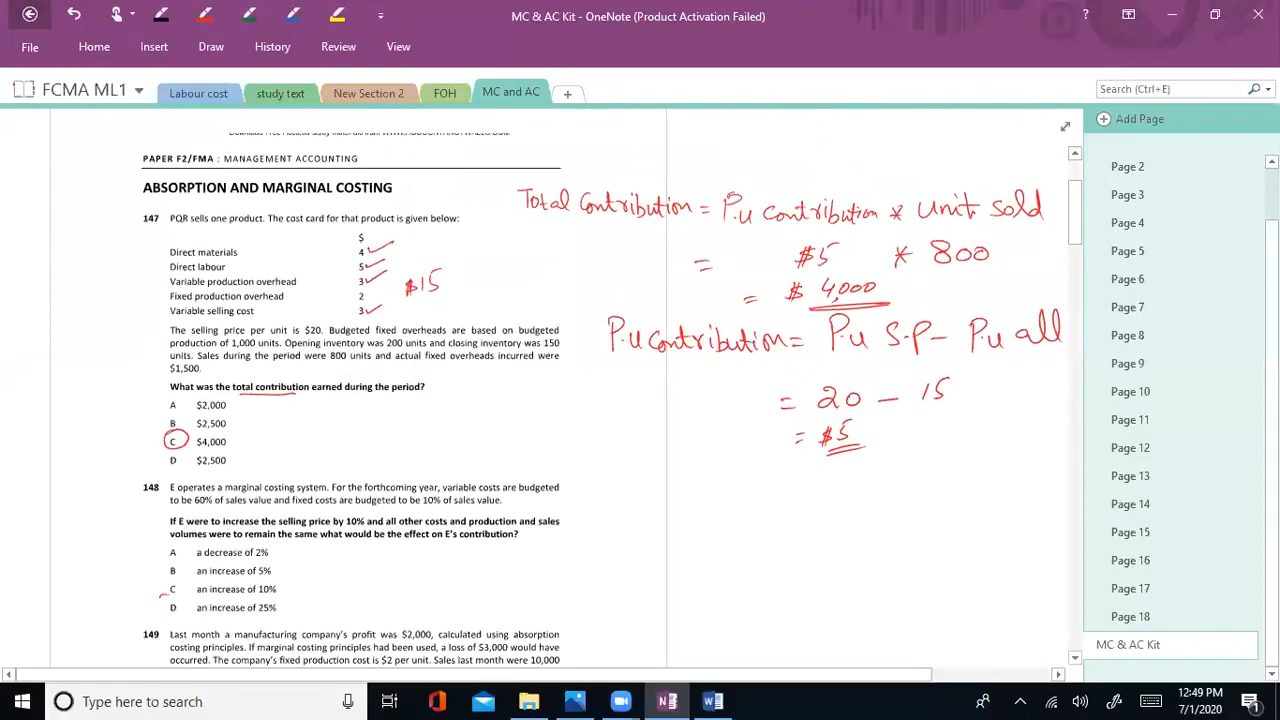 MC & AC Kit - OneNote (Product Activation Failed)
File Home Insert Draw History Review View
FCMA ML1 Labour cost study text New Section 2 FOH MC and AC
Search (Ctrl+E)
Add Page
PAPER F2/FMA : MANAGEMENT ACCOUNTING
ABSORPTION AND MARGINAL COSTING
147 PQR sells one product. The cost card for that product is given below:
$
Direct materials 4
Direct labour 5
Variable production overhead 3
Fixed production overhead 2
Variable selling cost 3
$15
The selling price per unit is $20. Budgeted fixed overheads are based on budgeted
production of 1,000 units. Opening inventory was 200 units and closing inventory was 150
units. Sales during the period were 800 units and actual fixed overheads incurred were
$1,500.
What was the total contribution earned during the period?
A $2,000
B $2,500
C $4,000
D $2,500
148 E operates a marginal costing system. For the forthcoming year, variable costs are budgeted
to be 60% of sales value and fixed costs are budgeted to be 10% of sales value.
If E were to increase the selling price by 10% and all other costs and production and sales
volumes were to remain the same what would be the effect on E's contribution?
A a decrease of 2%
B an increase of 5%
C an increase of 10%
D an increase of 25%
149 Last month a manufacturing company's profit was $2,000, calculated using absorption
costing principles. If marginal costing principles had been used, a loss of $3,000 would have
occurred. The company's fixed production cost is $2 per unit. Sales last month were 10,000
Total Contribution = P.u contribution * unit sold
= $5 * 800
= $ 4,000
P.u contribution = P.u S.P - P.u all
= 20 - 15
= $5
Page 2
Page 3
Page 4
Page 5
Page 6
Page 7
Page 8
Page 9
Page 10
Page 11
Page 12
Page 13
Page 14
Page 15
Page 16
Page 17
Page 18
MC & AC Kit
Type here to search
12:49 PM
7/1/2020